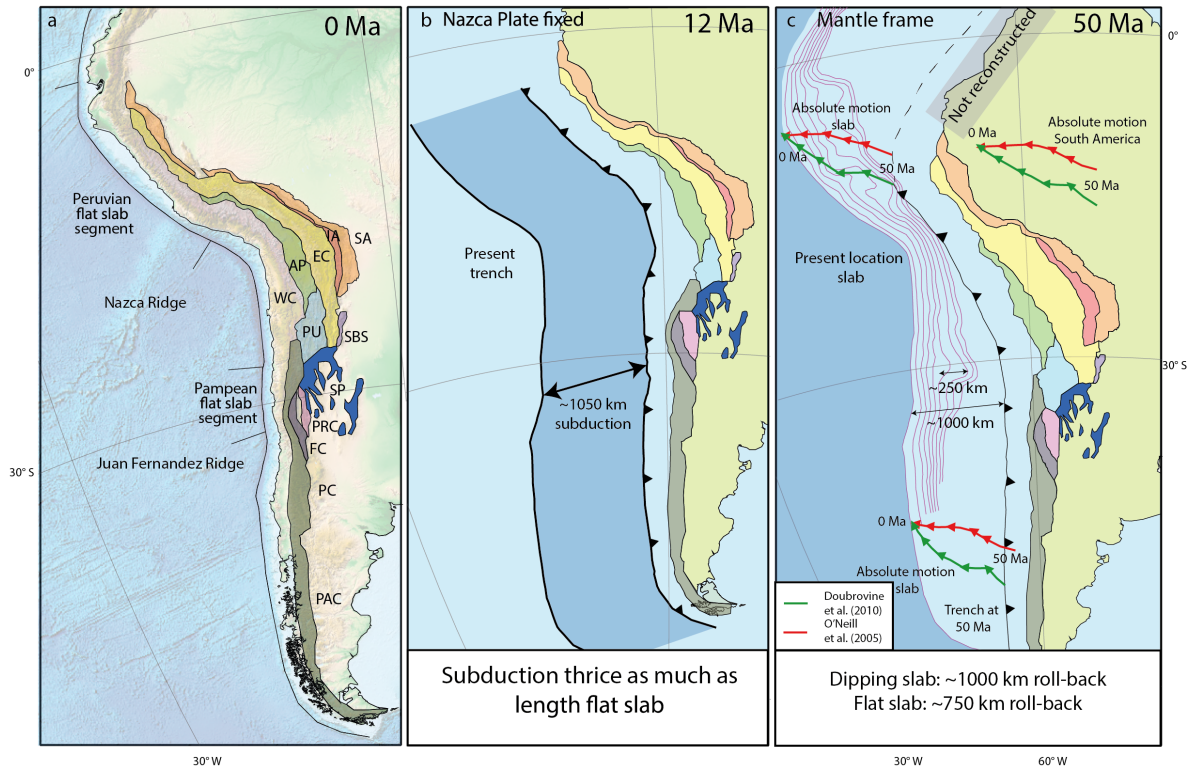 a
0 Ma
0°
Peruvian
flat slab
segment
IA
SA
EC
AP
WC
Nazca Ridge
PU
SBS
Pampean
flat slab
segment
SP
PRC
FC
Juan Fernandez Ridge
30° S
PC
PAC
30° W
b
Nazca Plate fixed
12 Ma
Present
trench
~1050 km
subduction
Subduction thrice as much as
length flat slab
c
Mantle frame
50 Ma
0°
Not reconstructed
Absolute motion
slab
0 Ma
50 Ma
Absolute motion
South America
0 Ma
50 Ma
Present location
slab
30° S
~250 km
~1000 km
0 Ma
50 Ma
Absolute motion
slab
Trench at
50 Ma
Doubrovine
et al. (2010)
O'Neill
et al. (2005)
Dipping slab: ~1000 km roll-back
Flat slab: ~750 km roll-back
30° W
60° W